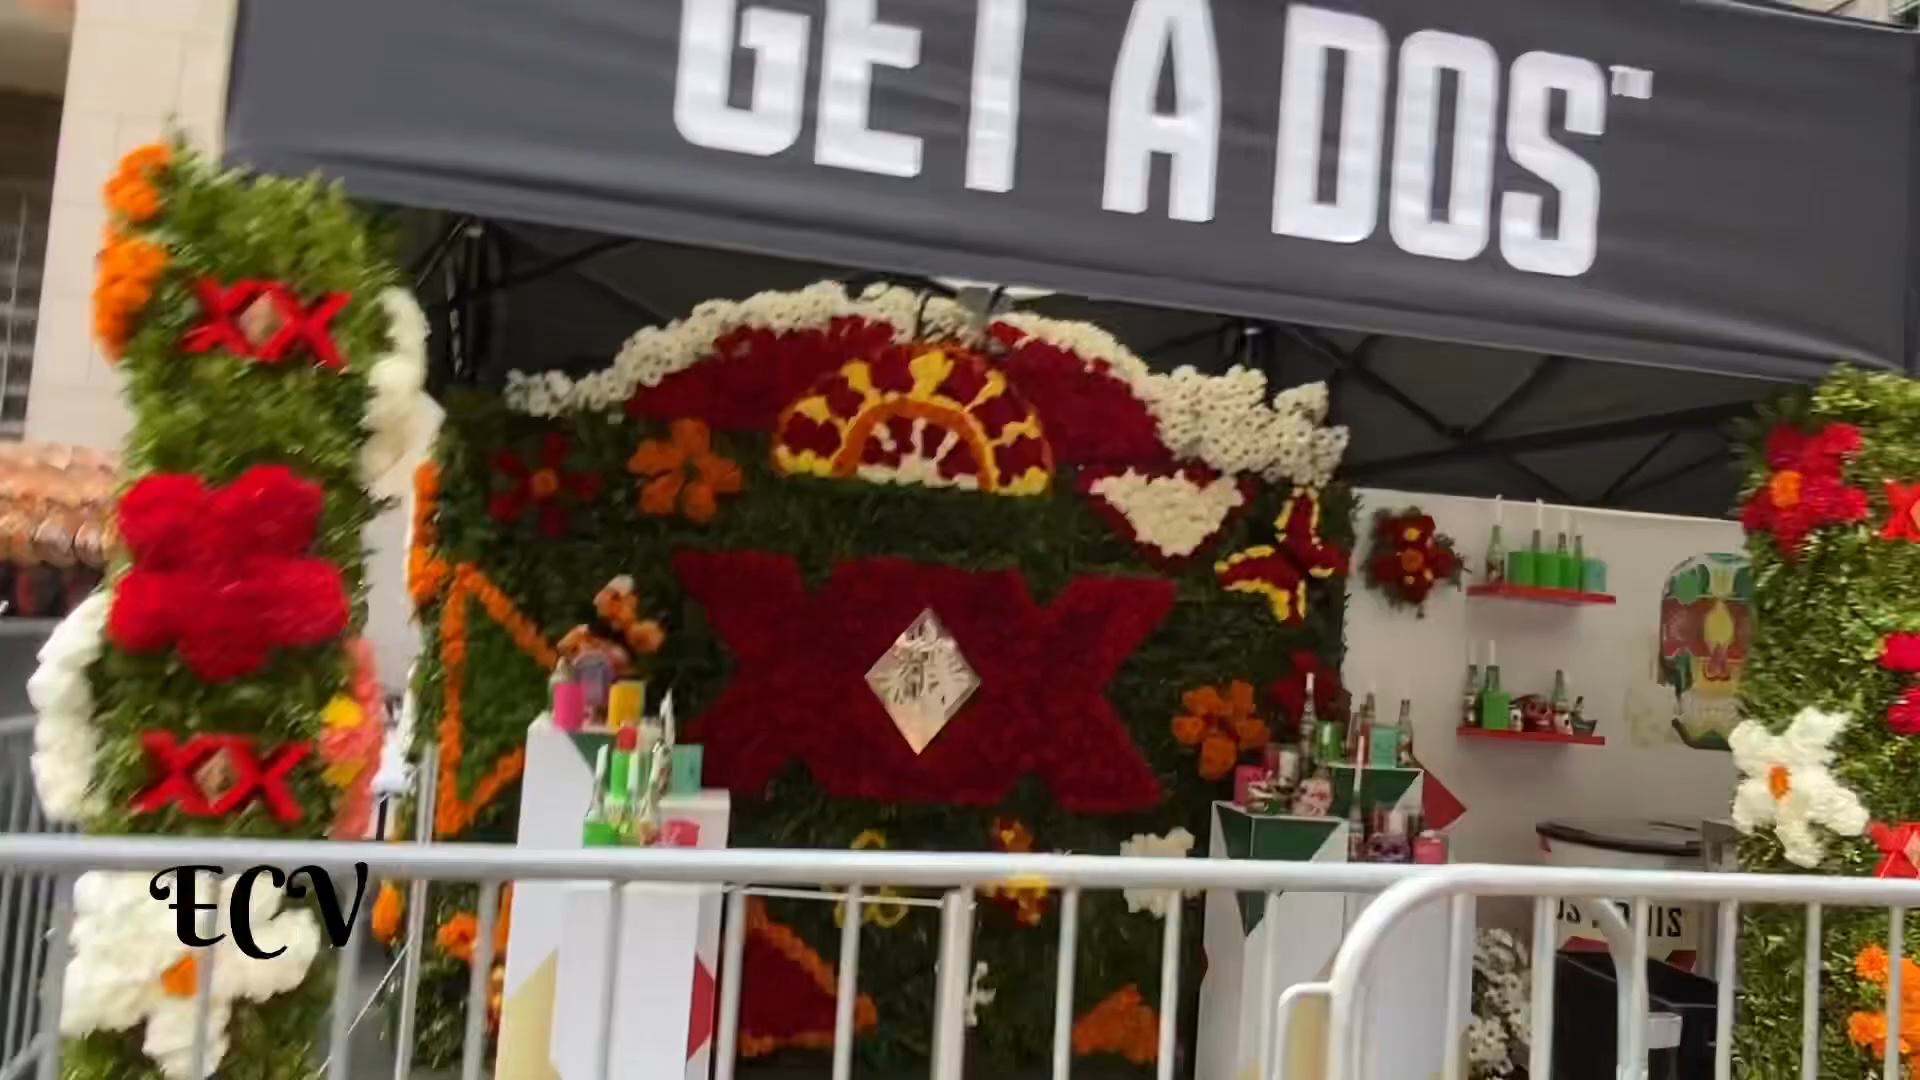 GET A DOS™
XX
XX
XX
ECV